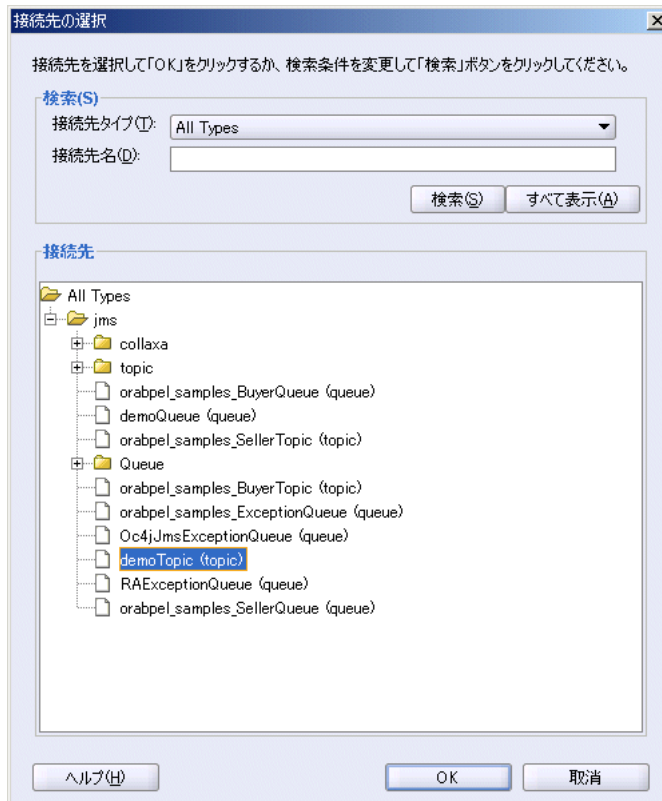 接続先の選択
接続先を選択して「OK」をクリックするか、検索条件を変更して「検索」ボタンをクリックしてください。
検索(S)
接続先タイプ(T): All Types
接続先名(D):
検索(S) すべて表示(A)
接続先
All Types
jms
collaxa
topic
orabpel_samples_BuyerQueue (queue)
demoQueue (queue)
orabpel_samples_SellerTopic (topic)
Queue
orabpel_samples_BuyerTopic (topic)
orabpel_samples_ExceptionQueue (queue)
Oc4jJmsExceptionQueue (queue)
demoTopic (topic)
RAExceptionQueue (queue)
orabpel_samples_SellerQueue (queue)
ヘルプ(H) OK 取消